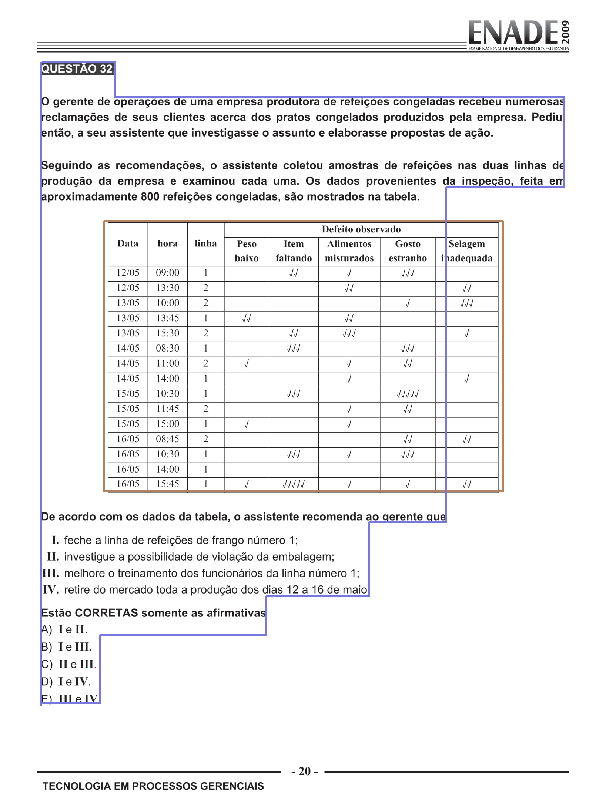 ENADE 2009
EXAME NACIONAL DE DESEMPENHO DOS ESTUDANTES
QUESTÃO 32
O gerente de operações de uma empresa produtora de refeições congeladas recebeu numerosas
reclamações de seus clientes acerca dos pratos congelados produzidos pela empresa. Pediu,
então, a seu assistente que investigasse o assunto e elaborasse propostas de ação.
Seguindo as recomendações, o assistente coletou amostras de refeições nas duas linhas de
produção da empresa e examinou cada uma. Os dados provenientes da inspeção, feita em
aproximadamente 800 refeições congeladas, são mostrados na tabela.
Defeito observado
Data hora linha Peso Item Alimentos Gosto Selagem
baixo faltando misturados estranho inadequada
12/05 09:00 1 √√ √ √√√
12/05 13:30 2 √√ √√
13/05 10:00 2 √ √√√
13/05 13:45 1 √√ √√
13/05 15:30 2 √√ √√√ √
14/05 08:30 1 √√√ √√√
14/05 11:00 2 √ √ √√
14/05 14:00 1 √ √
15/05 10:30 1 √√√ √√√√√
15/05 11:45 2 √ √√
15/05 15:00 1 √ √
16/05 08:45 2 √√ √√
16/05 10:30 1 √√√ √ √√√
16/05 14:00 1
16/05 15:45 1 √ √√√√√ √ √ √√
De acordo com os dados da tabela, o assistente recomenda ao gerente que
I. feche a linha de refeições de frango número 1;
II. investigue a possibilidade de violação da embalagem;
III. melhore o treinamento dos funcionários da linha número 1;
IV. retire do mercado toda a produção dos dias 12 a 16 de maio.
Estão CORRETAS somente as afirmativas
A) I e II.
B) I e III.
C) II e III.
D) I e IV.
E) III e IV.
- 20 -
TECNOLOGIA EM PROCESSOS GERENCIAIS